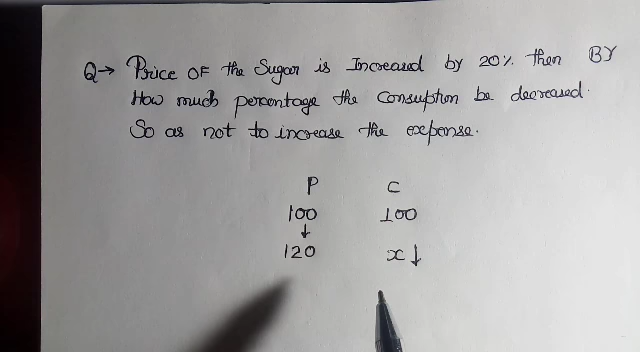 Q→ Price OF the Sugar is Increased by 20% then BY
How much percentage the Consuption be decreased.
So as not to increase the expense.
P C
100 100
↓
120 x↓